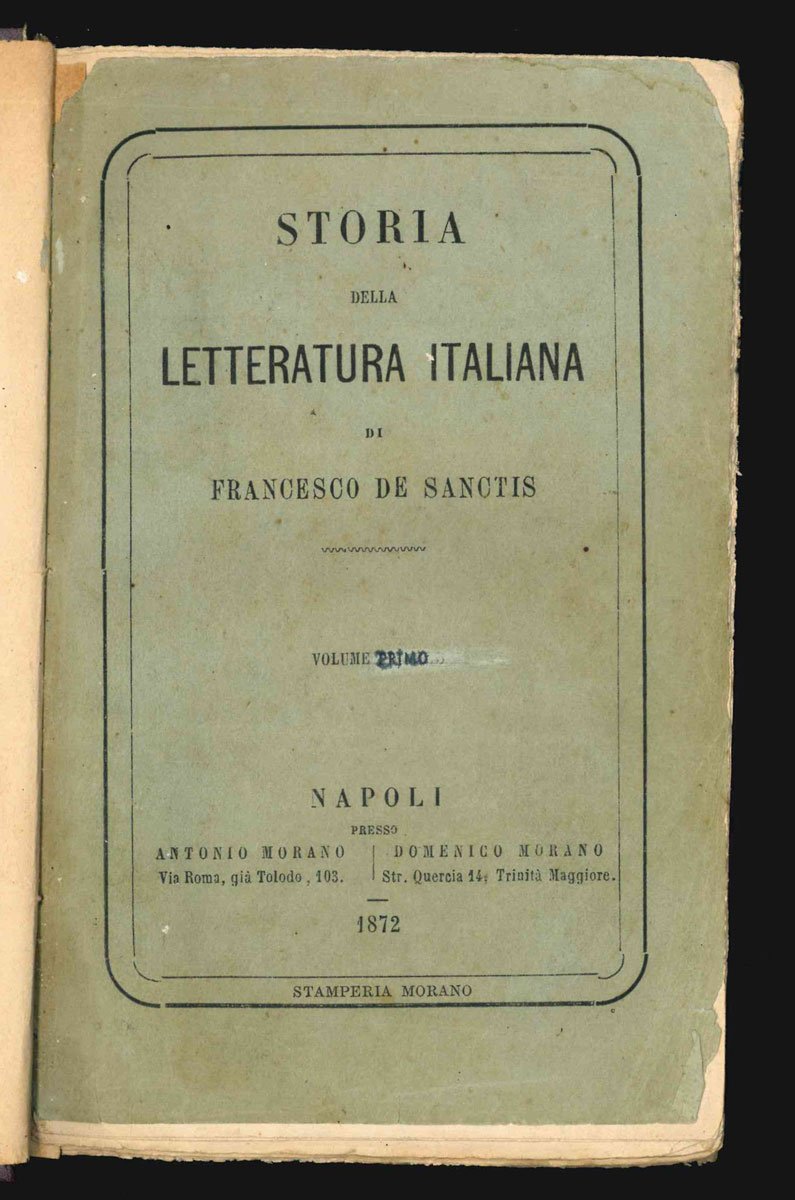 STORIA
DELLA
LETTERATURA ITALIANA
DI
FRANCESCO DE SANCTIS
VOLUME PRIMO
NAPOLI
PRESSO
ANTONIO MORANO
Via Roma, già Tolodo, 103.
DOMENICO MORANO
Str. Quercia 14, Trinità Maggiore.
1872
STAMPERIA MORANO